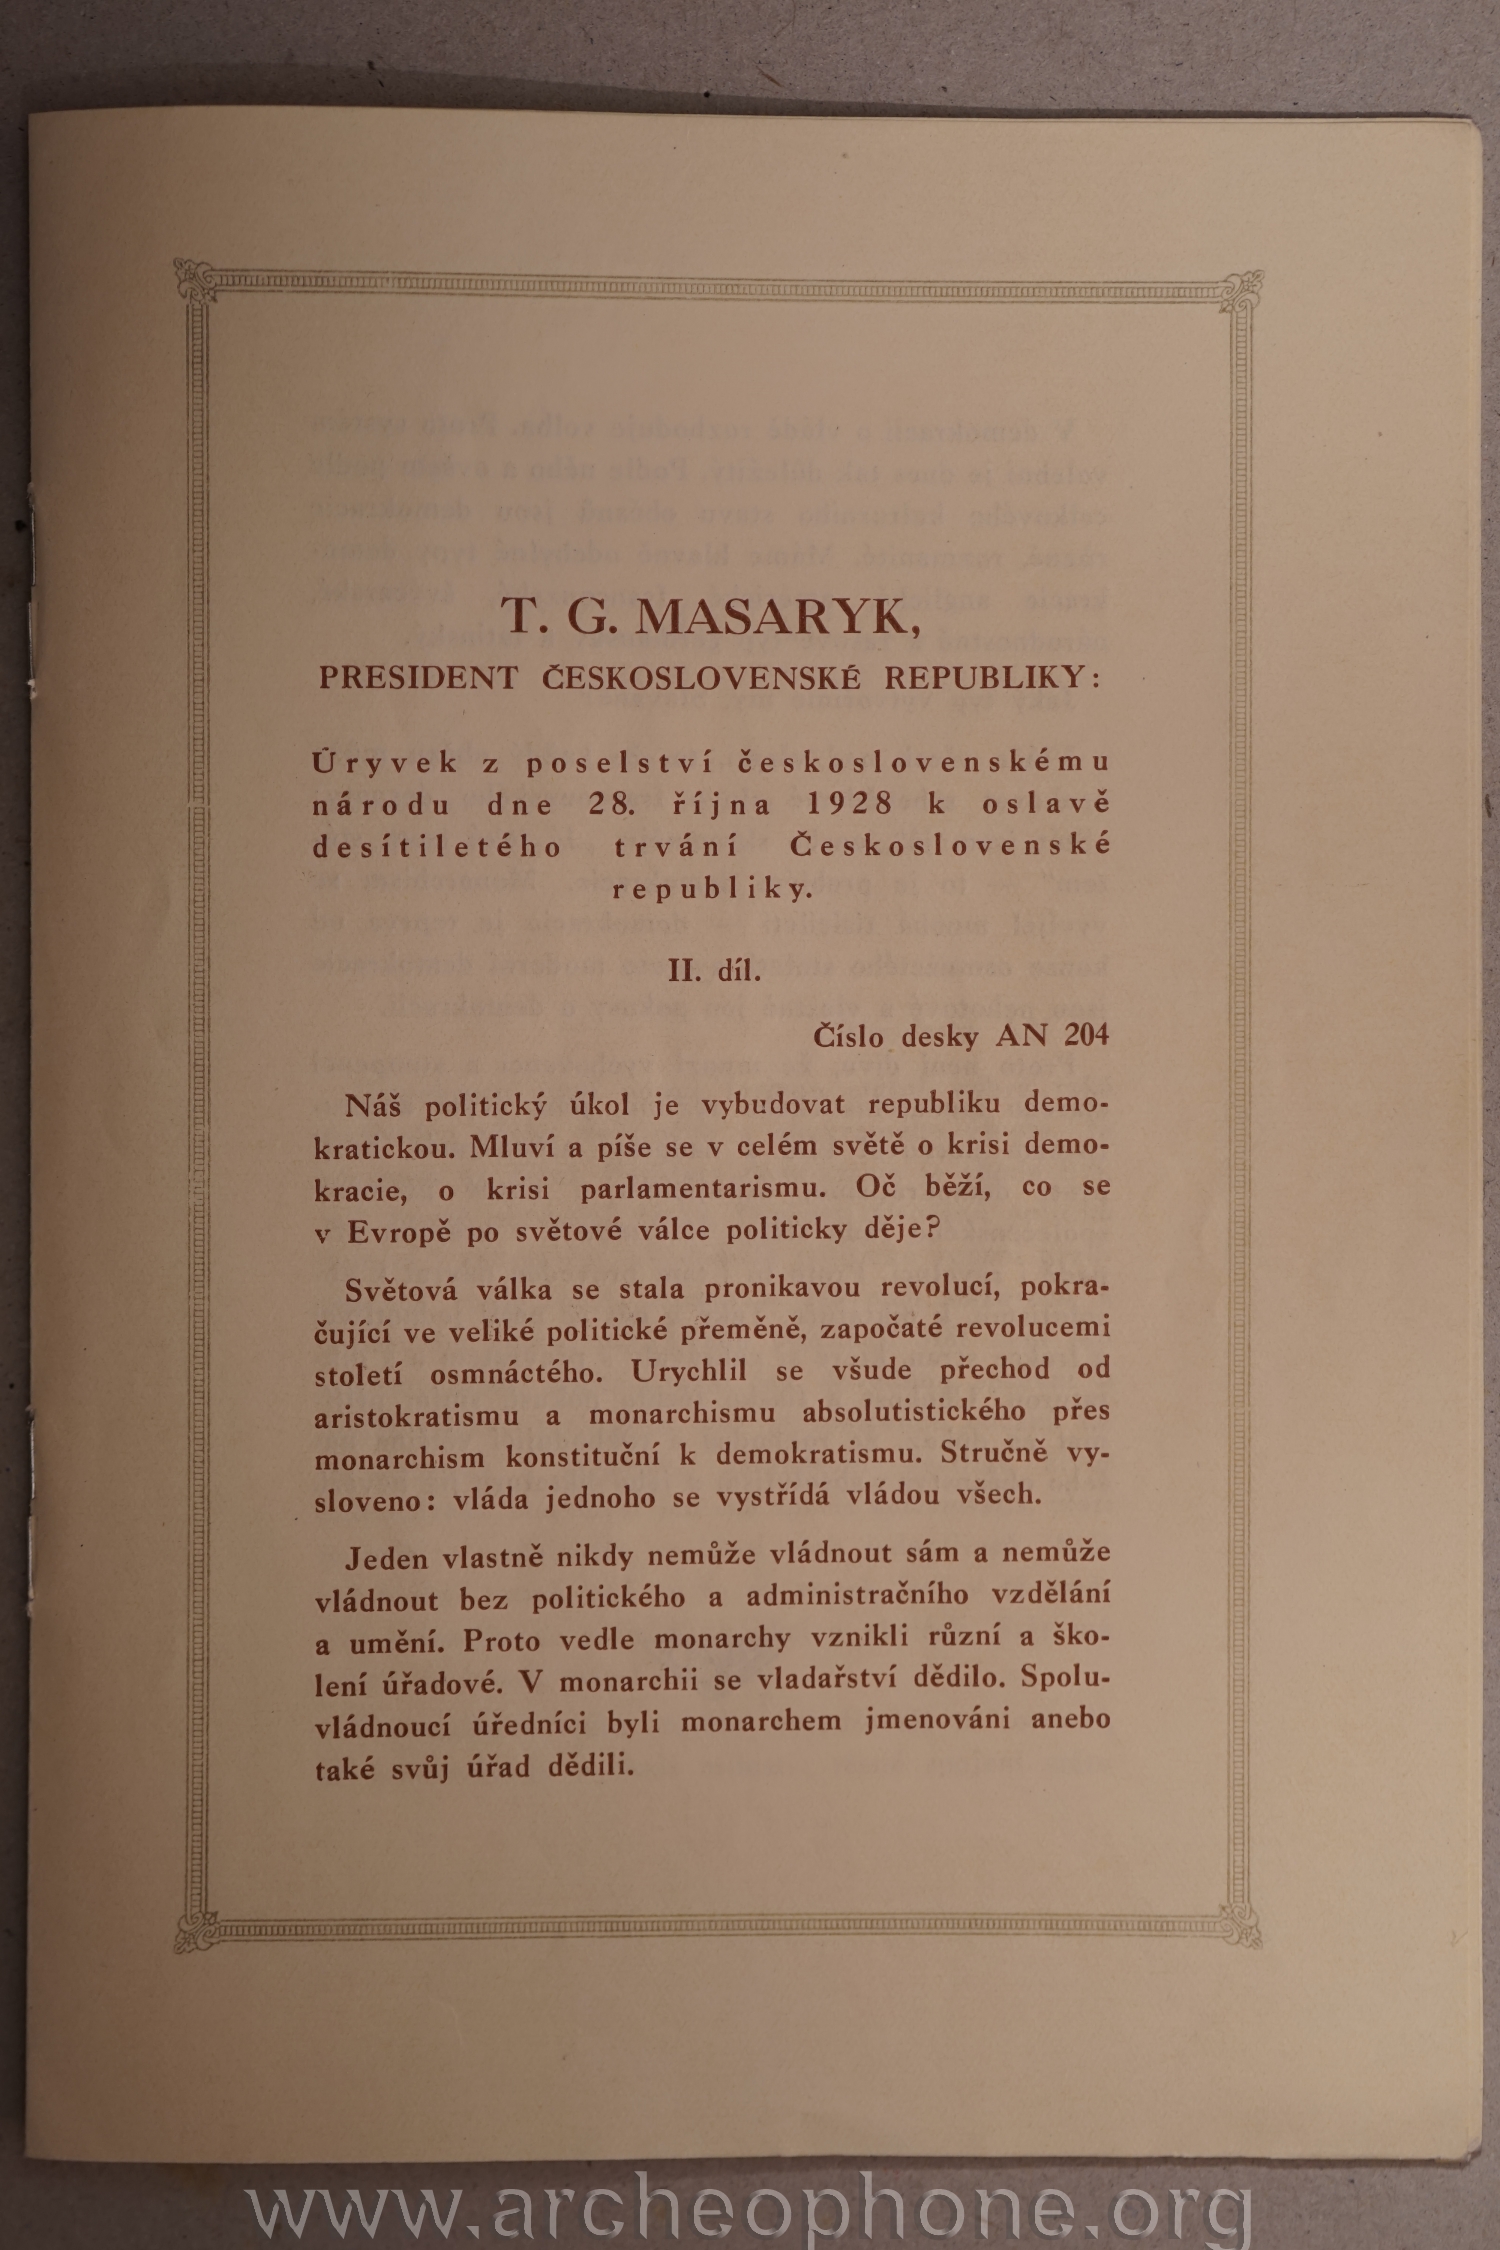 T. G. MASARYK,
PRESIDENT ČESKOSLOVENSKÉ REPUBLIKY:
Úryvek z poselství československému
národu dne 28. října 1928 k oslavě
desítiletého trvání Československé
republiky.
II. díl.
Číslo desky AN 204
Náš politický úkol je vybudovat republiku demo-
kratickou. Mluví a píše se v celém světě o krisi demo-
kracie, o krisi parlamentarismu. Oč běží, co se
v Evropě po světové válce politicky děje?
Světová válka se stala pronikavou revolucí, pokra-
čující ve veliké politické přeměně, započaté revolucemi
století osmnáctého. Urychlil se všude přechod od
aristokratismu a monarchismu absolutistického přes
monarchism konstituční k demokratismu. Stručně vy-
sloveno: vláda jednoho se vystřídá vládou všech.
Jeden vlastně nikdy nemůže vládnout sám a nemůže
vládnout bez politického a administračního vzdělání
a umění. Proto vedle monarchy vznikli různí a ško-
lení úřadové. V monarchii se vladařství dědilo. Spolu-
vládnoucí úředníci byli monarchem jmenováni anebo
také svůj úřad dědili.
www.archeophone.org